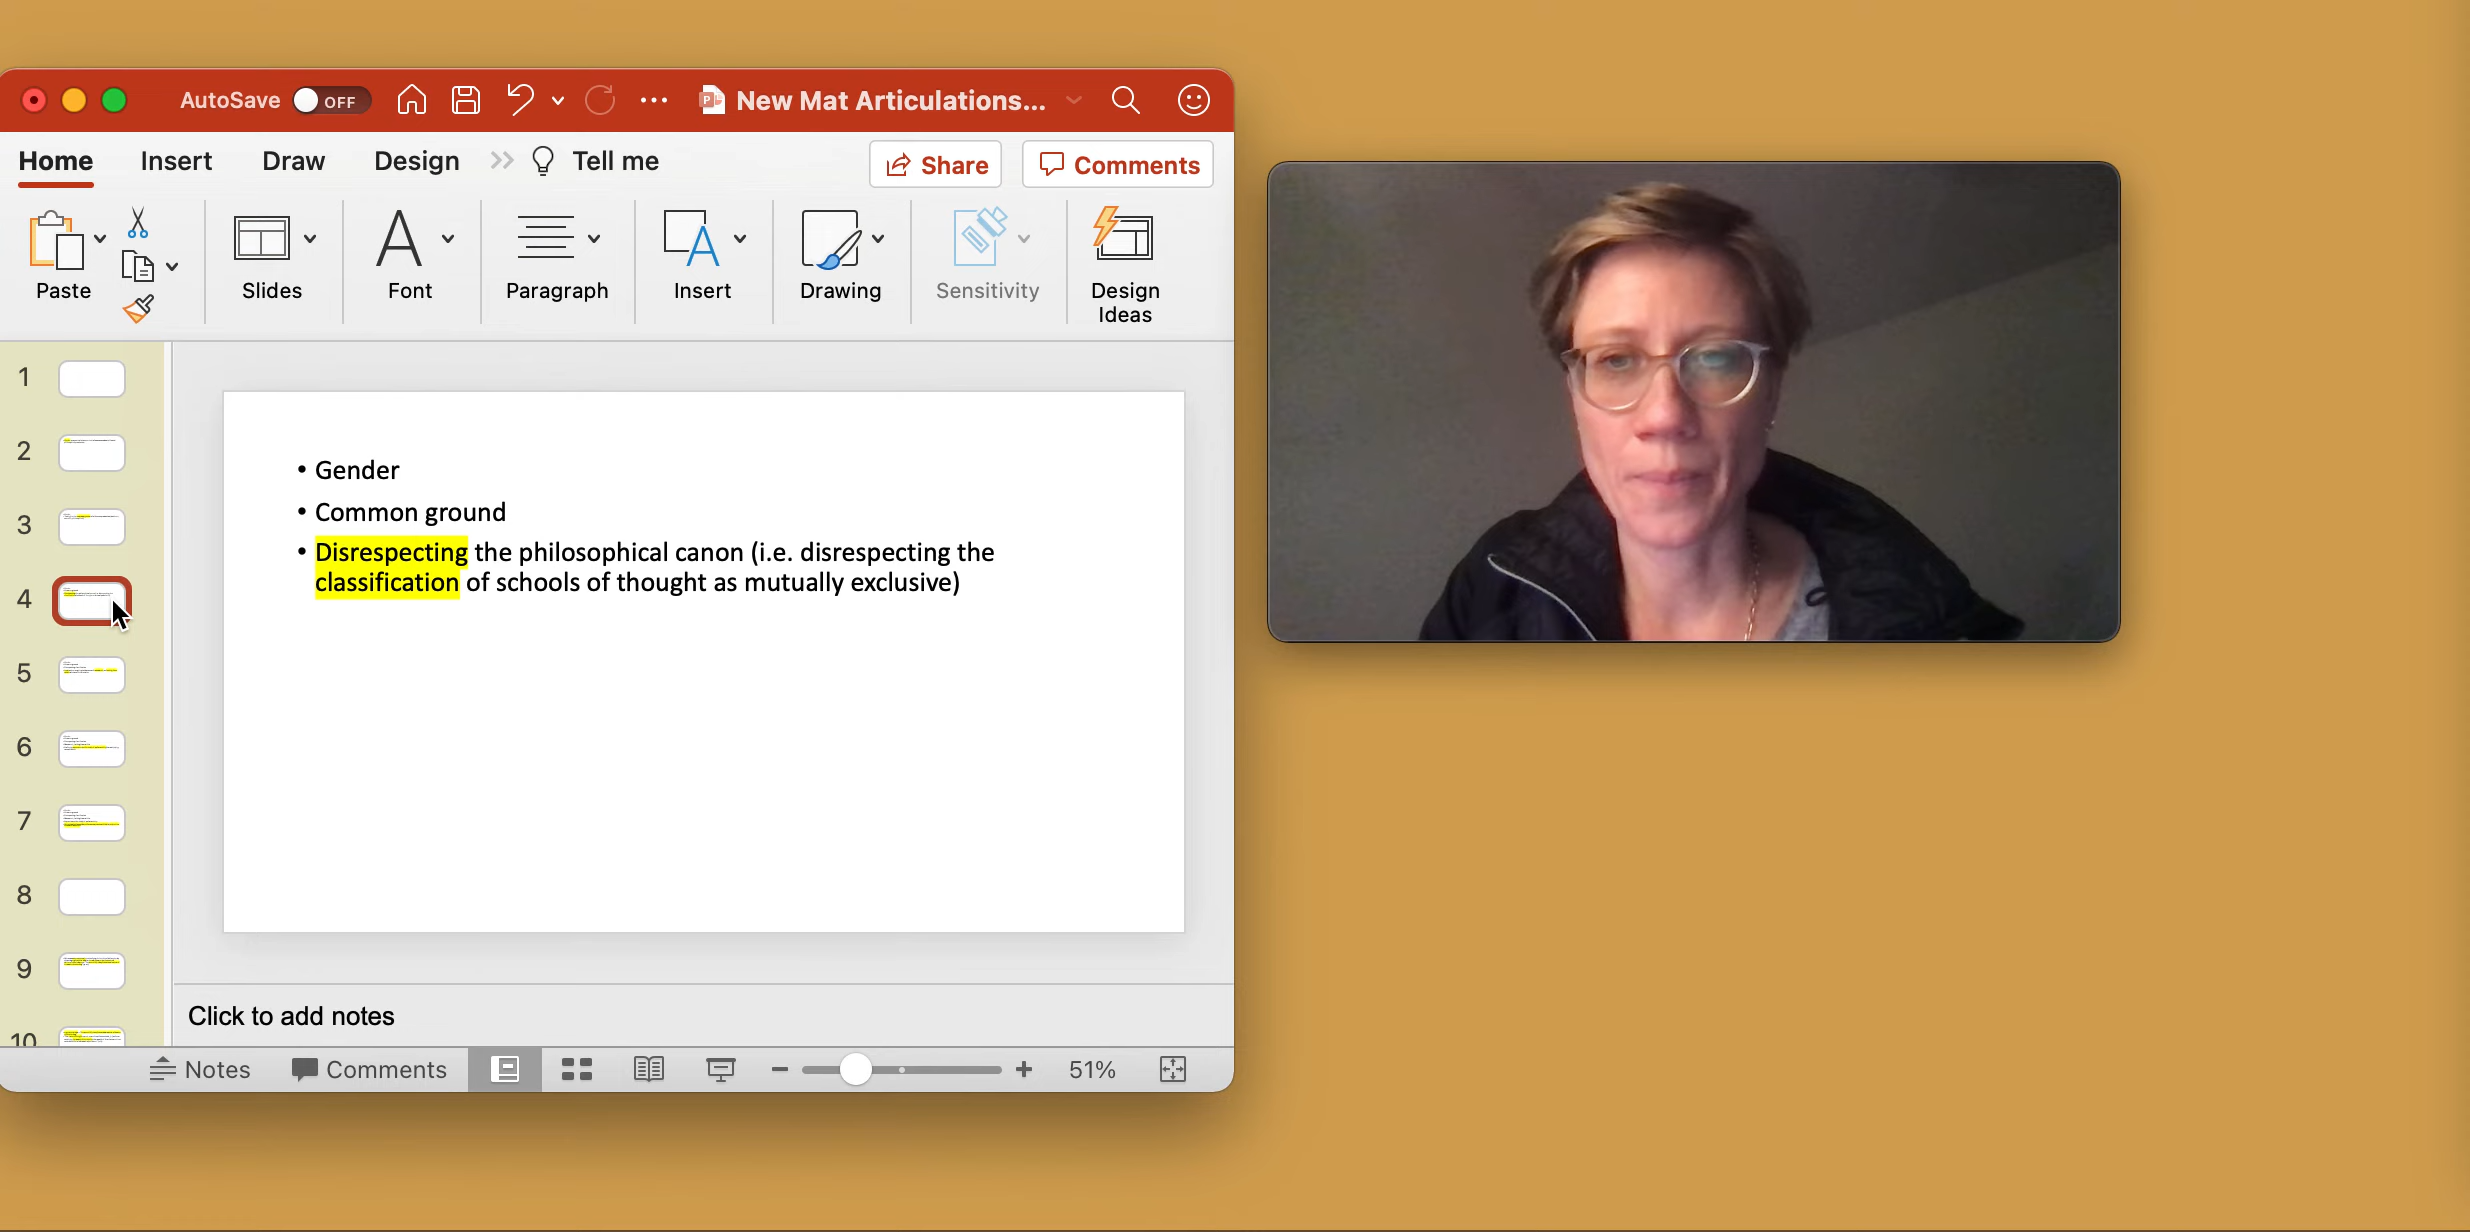 AutoSave OFF New Mat Articulations...
Home Insert Draw Design Tell me Share Comments
Paste Slides Font Paragraph Insert Drawing Sensitivity Design
Ideas
1
2
3
4
5
6
7
8
9
10
• Gender
• Common ground
• Disrespecting the philosophical canon (i.e. disrespecting the
classification of schools of thought as mutually exclusive)
Click to add notes
Notes Comments 51%